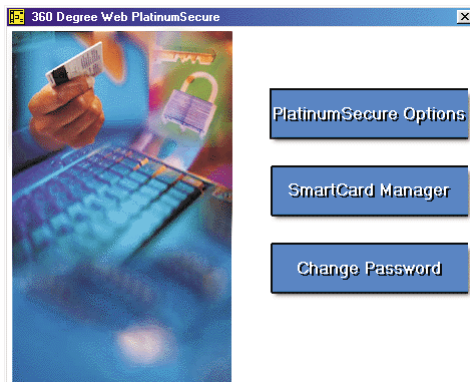 360 Degree Web PlatinumSecure
PlatinumSecure Options
SmartCard Manager
Change Password